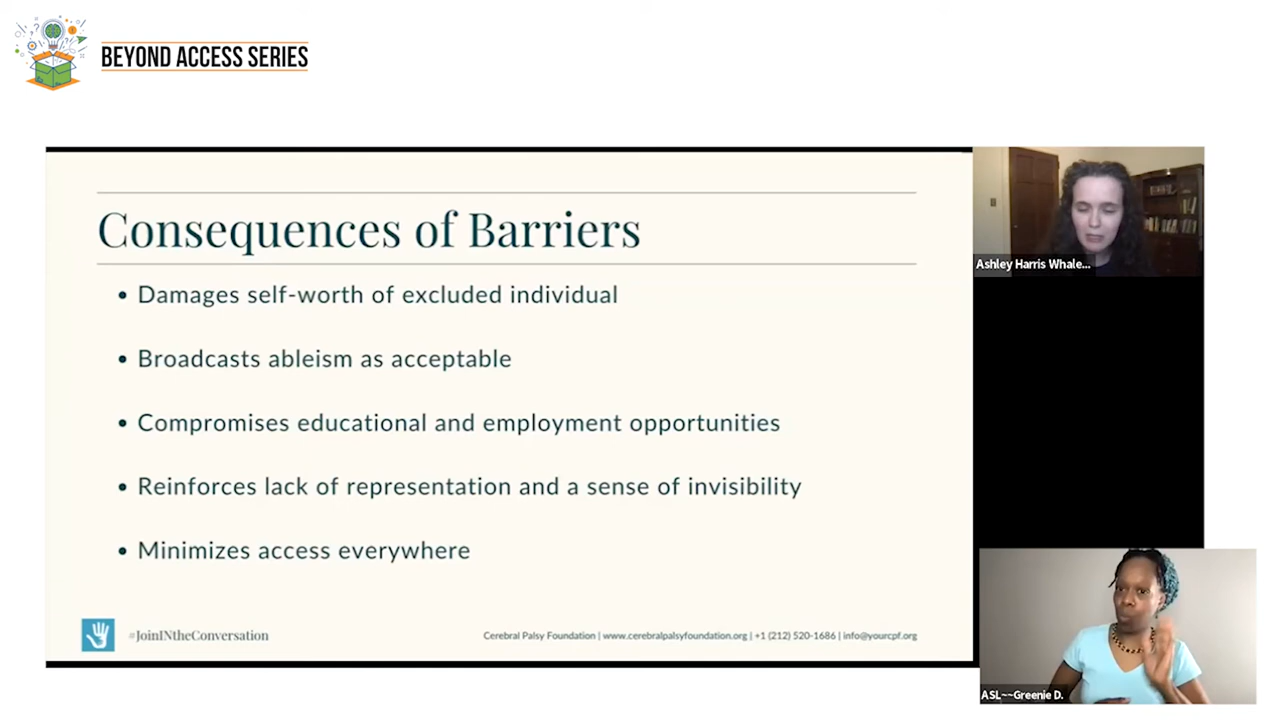 BEYOND ACCESS SERIES
Consequences of Barriers
• Damages self-worth of excluded individual
• Broadcasts ableism as acceptable
• Compromises educational and employment opportunities
• Reinforces lack of representation and a sense of invisibility
• Minimizes access everywhere
#JoinINtheConversation
Cerebral Palsy Foundation | www.cerebralpalsyfoundation.org | +1 (212) 520-1686 | info@yourcpf.org
Ashley Harris Whale...
ASL~~Greenie D.